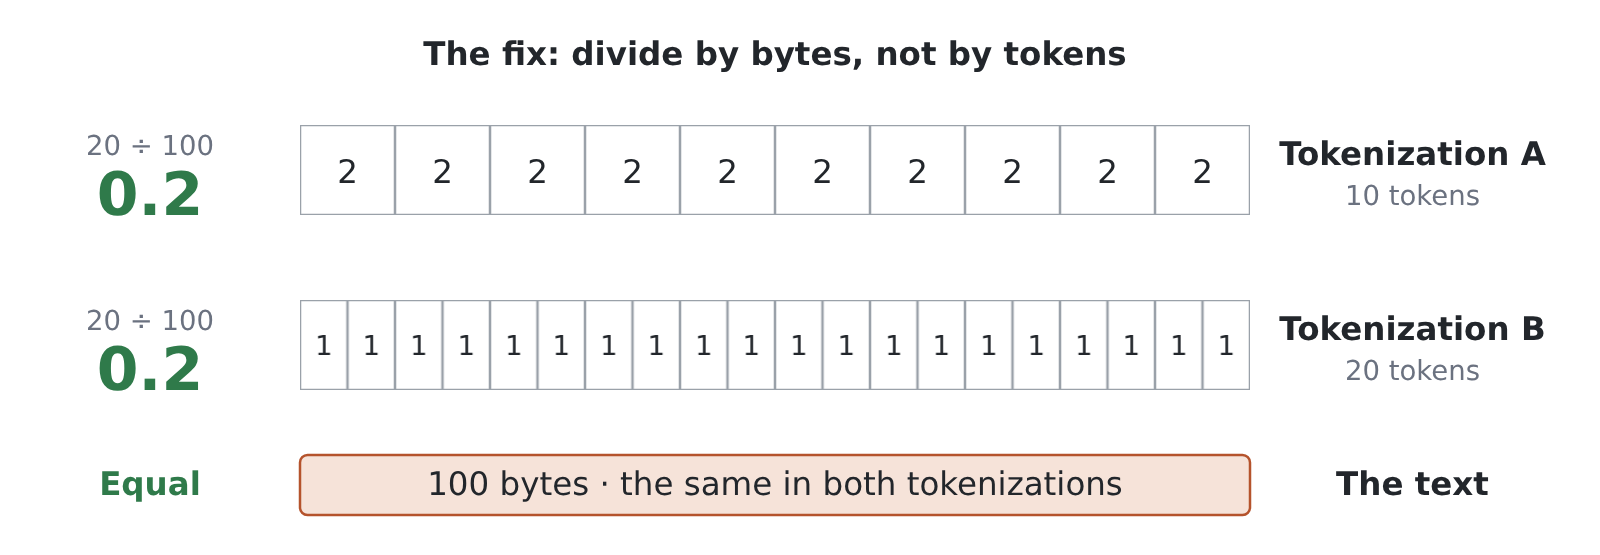 The fix: divide by bytes, not by tokens
20 ÷ 100
0.2
2 2 2 2 2 2 2 2 2 2
Tokenization A
10 tokens
20 ÷ 100
0.2
1 1 1 1 1 1 1 1 1 1 1 1 1 1 1 1 1 1 1 1
Tokenization B
20 tokens
Equal
100 bytes · the same in both tokenizations
The text